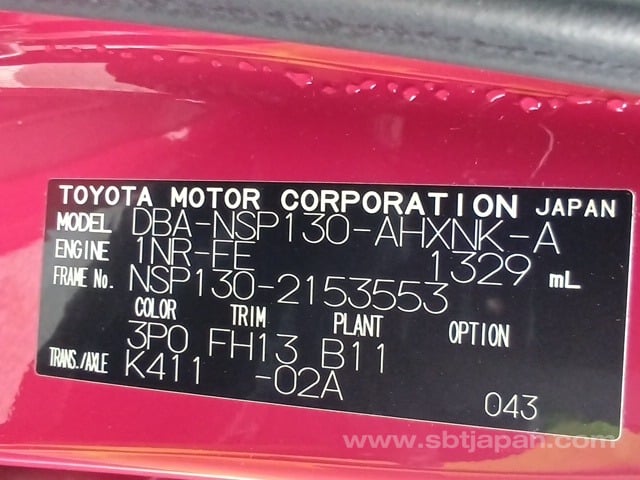 TOYOTA MOTOR CORPORATION JAPAN
MODEL DBA-NSP130-AHXNK-A
ENGINE 1NR-FE 1329 mL
FRAME No. NSP130-2153553
COLOR TRIM PLANT OPTION
3P0 FH13 B11
TRANS./AXLE K411 -02A
043
www.sbtjapan.com